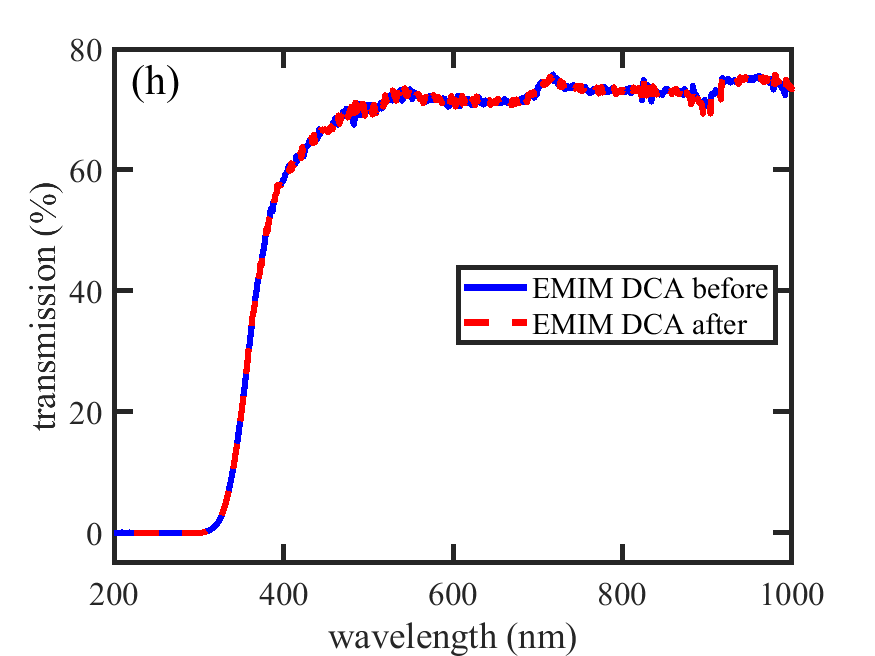 (h)
80
60
40
20
0
transmission (%)
EMIM DCA before
EMIM DCA after
200 400 600 800 1000
wavelength (nm)